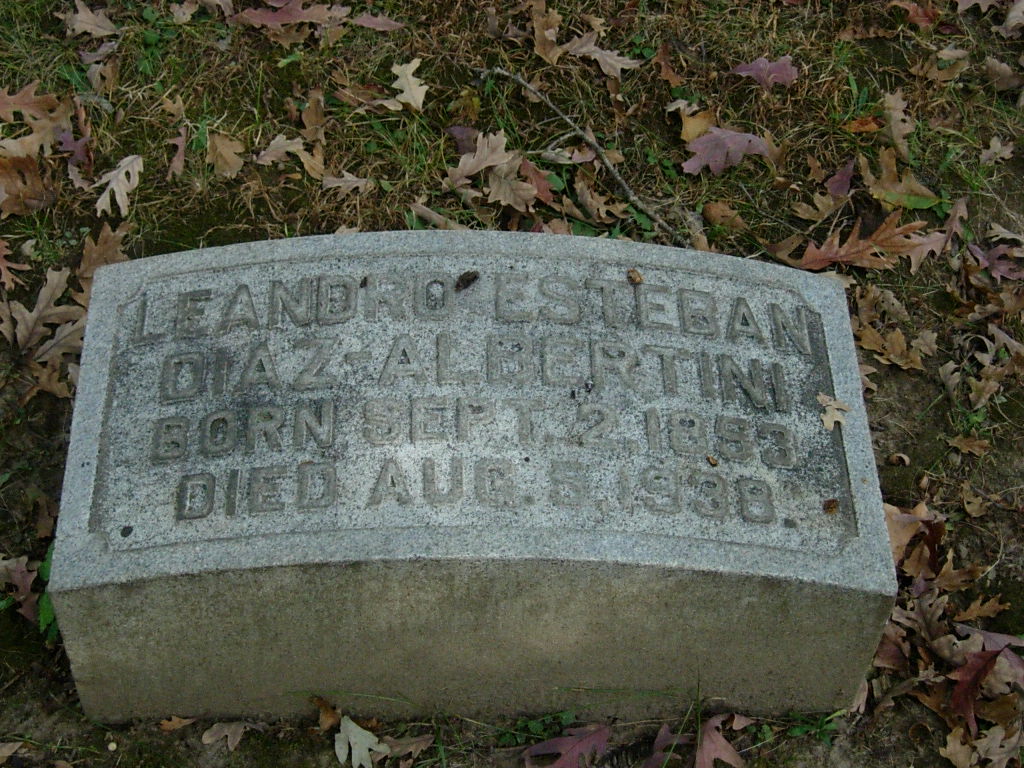 LEANDRO ESTEBAN
DIAZ-ALBERTINI
BORN SEPT. 2, 1853
DIED AUG. 5, 1938.